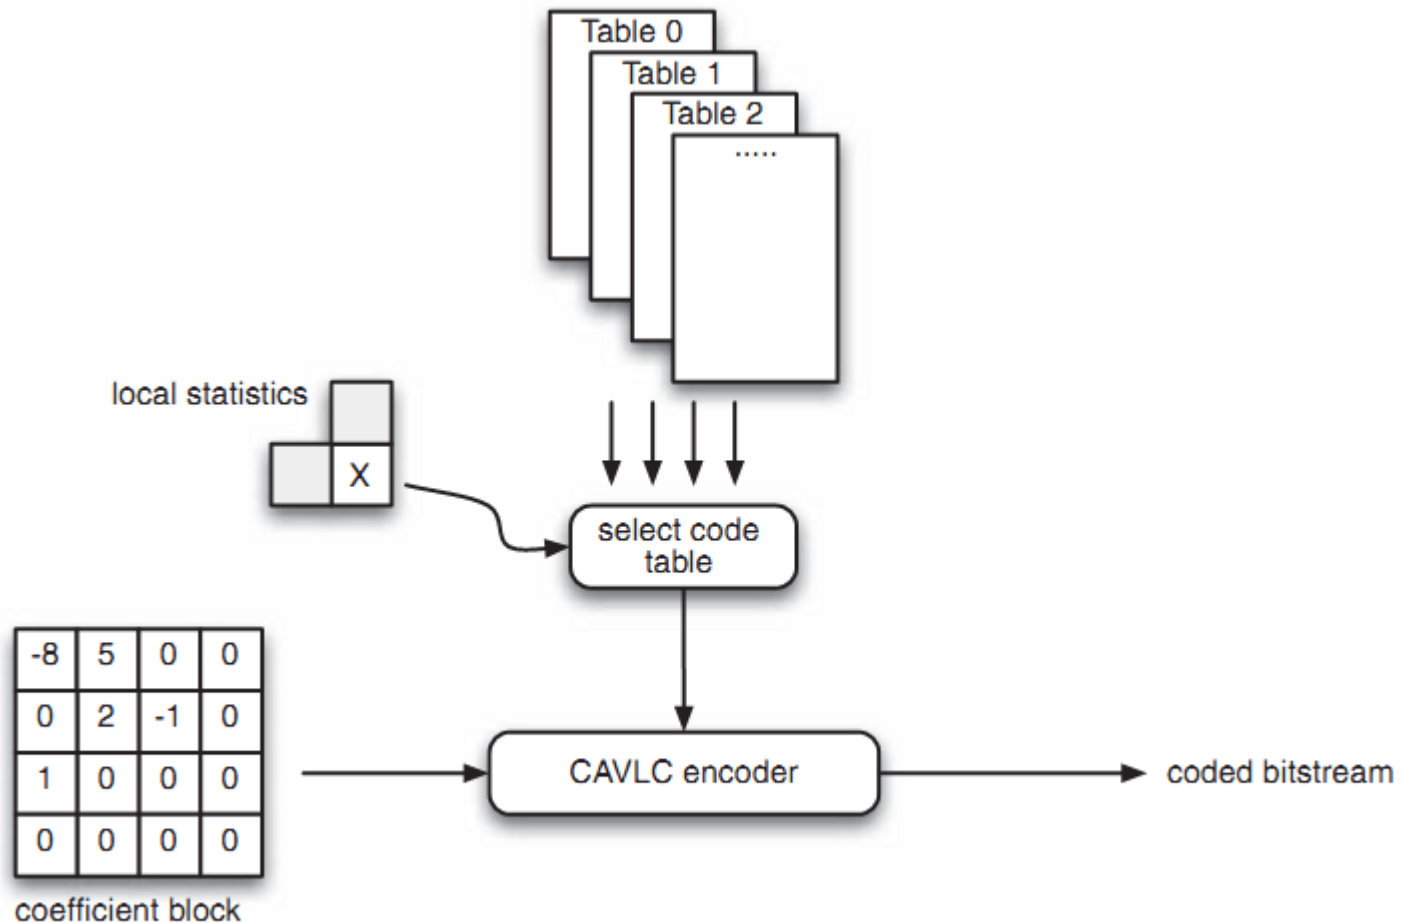 Table 0
Table 1
Table 2
.....
local statistics
X
select code
table
-8 5 0 0
0 2 -1 0
1 0 0 0
0 0 0 0
CAVLC encoder
coded bitstream
coefficient block